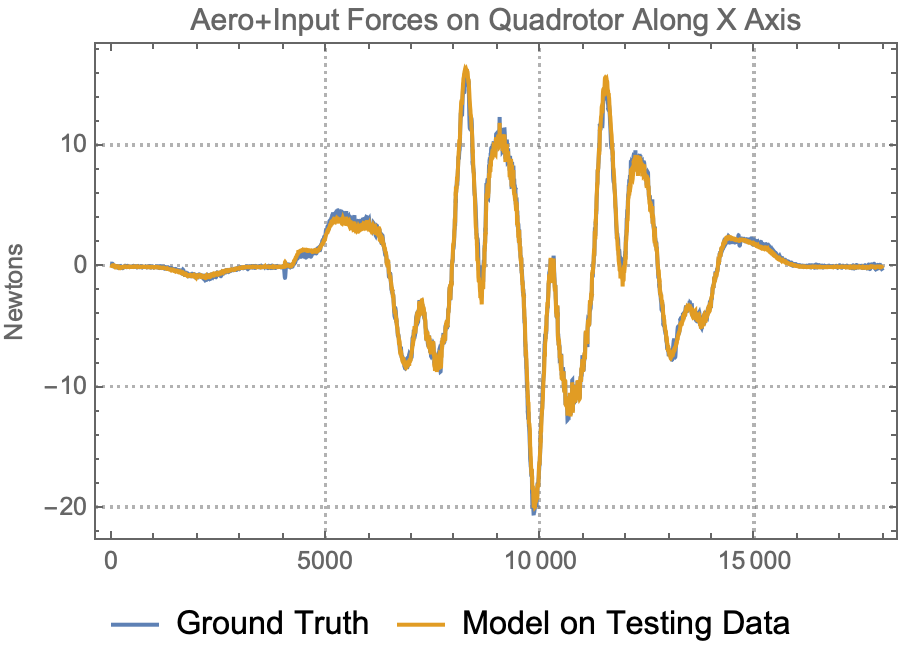 Aero+Input Forces on Quadrotor Along X Axis
Newtons
10
0
−10
−20
0 5000 10 000 15 000
Ground Truth Model on Testing Data